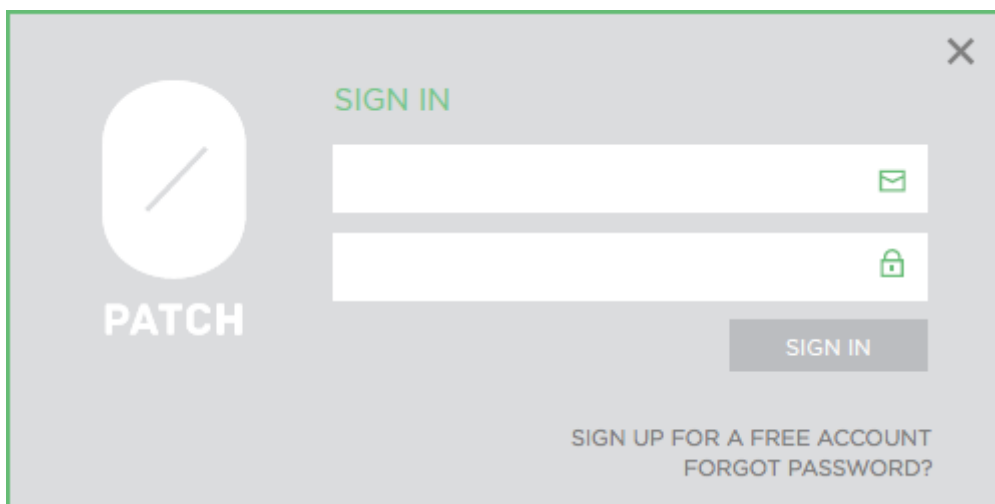 SIGN IN
PATCH
SIGN IN
SIGN UP FOR A FREE ACCOUNT
FORGOT PASSWORD?